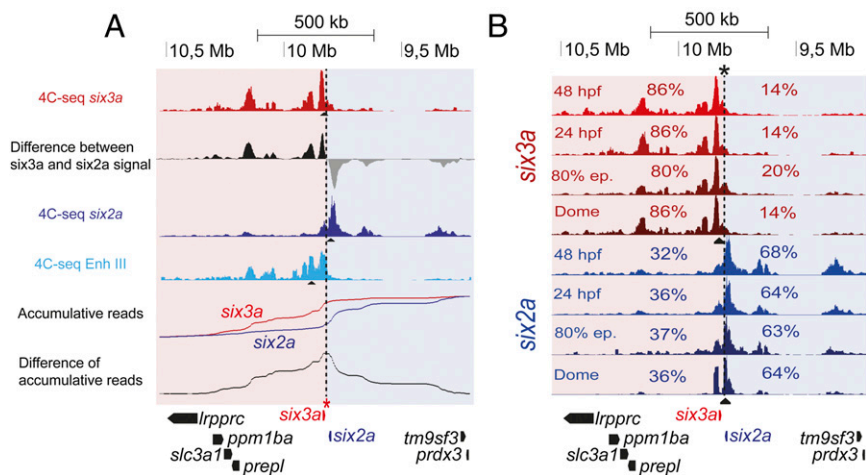 A
500 kb
10,5 Mb 10 Mb 9,5 Mb
4C-seq six3a
Difference between
six3a and six2a signal
4C-seq six2a
4C-seq Enh III
Accumulative reads
six3a
six2a
Difference of
accumulative reads
*
six3a
lrpprc
ppm1ba
six2a
tm9sf3
slc3a1
prdx3
prepl
B
500 kb
10,5 Mb 10 Mb 9,5 Mb
*
six3a
48 hpf 86% 14%
24 hpf 86% 14%
80% ep. 80% 20%
Dome 86% 14%
six2a
48 hpf 32% 68%
24 hpf 36% 64%
80% ep. 37% 63%
Dome 36% 64%
six3a
lrpprc
ppm1ba
six2a
tm9sf3
slc3a1
prdx3
prepl